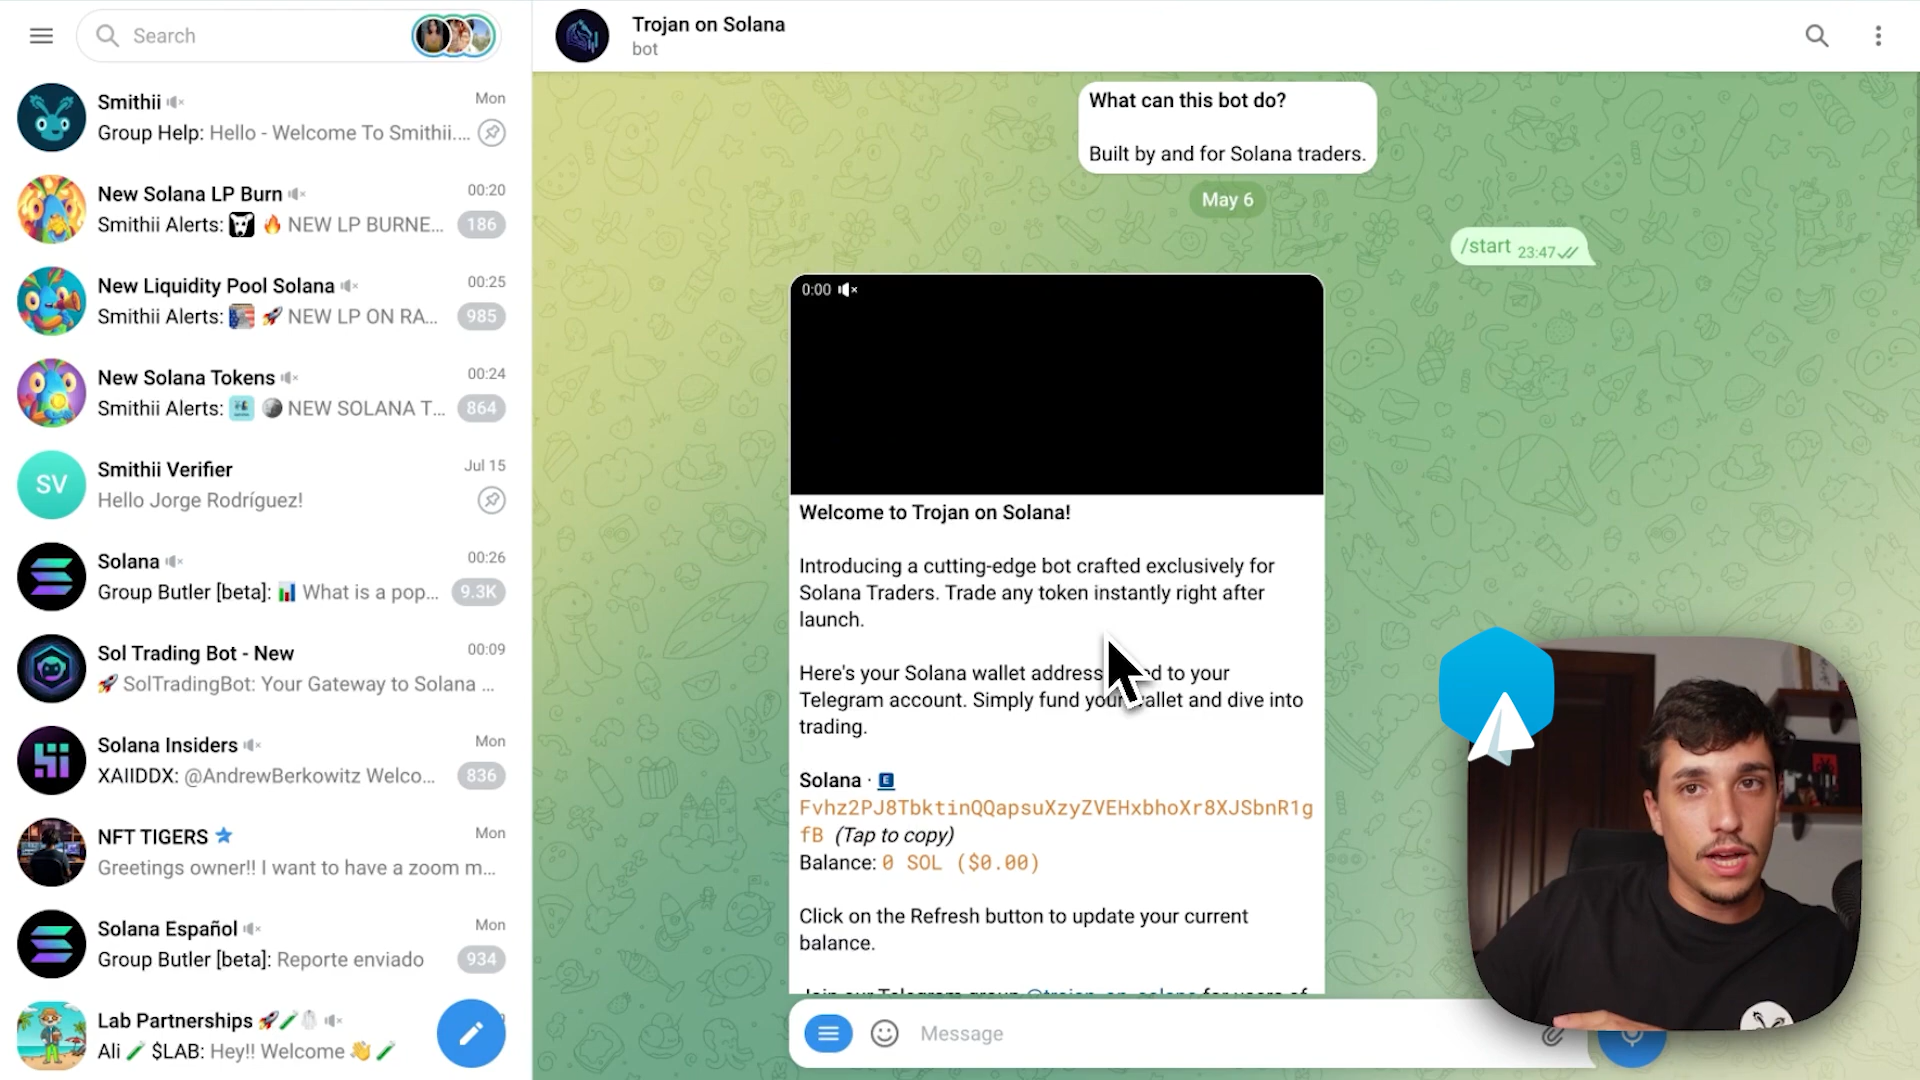 Search
Smithii
Mon
Group Help: Hello - Welcome To Smithii....
New Solana LP Burn
00:20
Smithii Alerts: 🔥 NEW LP BURNE...
186
New Liquidity Pool Solana
00:25
Smithii Alerts: 🚀 NEW LP ON RA...
985
New Solana Tokens
00:24
Smithii Alerts: NEW SOLANA T...
864
SV
Smithii Verifier
Jul 15
Hello Jorge Rodríguez!
Solana
00:26
Group Butler [beta]: 📊 What is a pop...
9.3K
Sol Trading Bot - New
00:09
🚀 SolTradingBot: Your Gateway to Solana ...
Solana Insiders
Mon
XAIIDDX: @AndrewBerkowitz Welco...
836
NFT TIGERS
Mon
Greetings owner!! I want to have a zoom m...
Solana Español
Mon
Group Butler [beta]: Reporte enviado
934
Lab Partnerships 🚀🧪🥼
Ali 🧪 $LAB: Hey!! Welcome 👋🧪
Trojan on Solana
bot
What can this bot do?
Built by and for Solana traders.
May 6
/start 23:47
0:00
Welcome to Trojan on Solana!
Introducing a cutting-edge bot crafted exclusively for
Solana Traders. Trade any token instantly right after
launch.
Here's your Solana wallet address to your
Telegram account. Simply fund your wallet and dive into
trading.
Solana · E
Fvhz2PJ8TbktinQQapsuXzyZVEHxbhoXr8XJSbnR1g
fB (Tap to copy)
Balance: 0 SOL ($0.00)
Click on the Refresh button to update your current
balance.
Join our Telegram group @trojan_on_solana for users of
Message